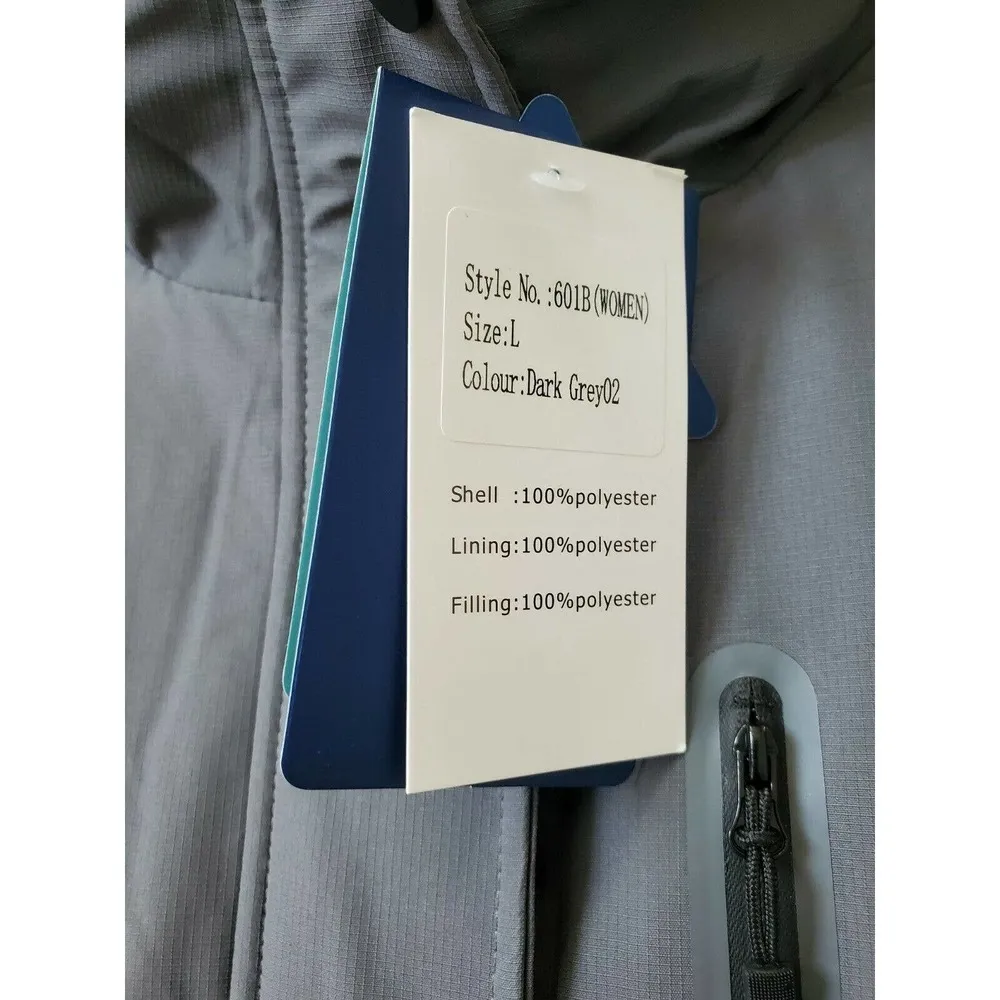 Style No.:601B(WOMEN)
Size:L
Colour:Dark Grey02
Shell :100%polyester
Lining:100%polyester
Filling:100%polyester